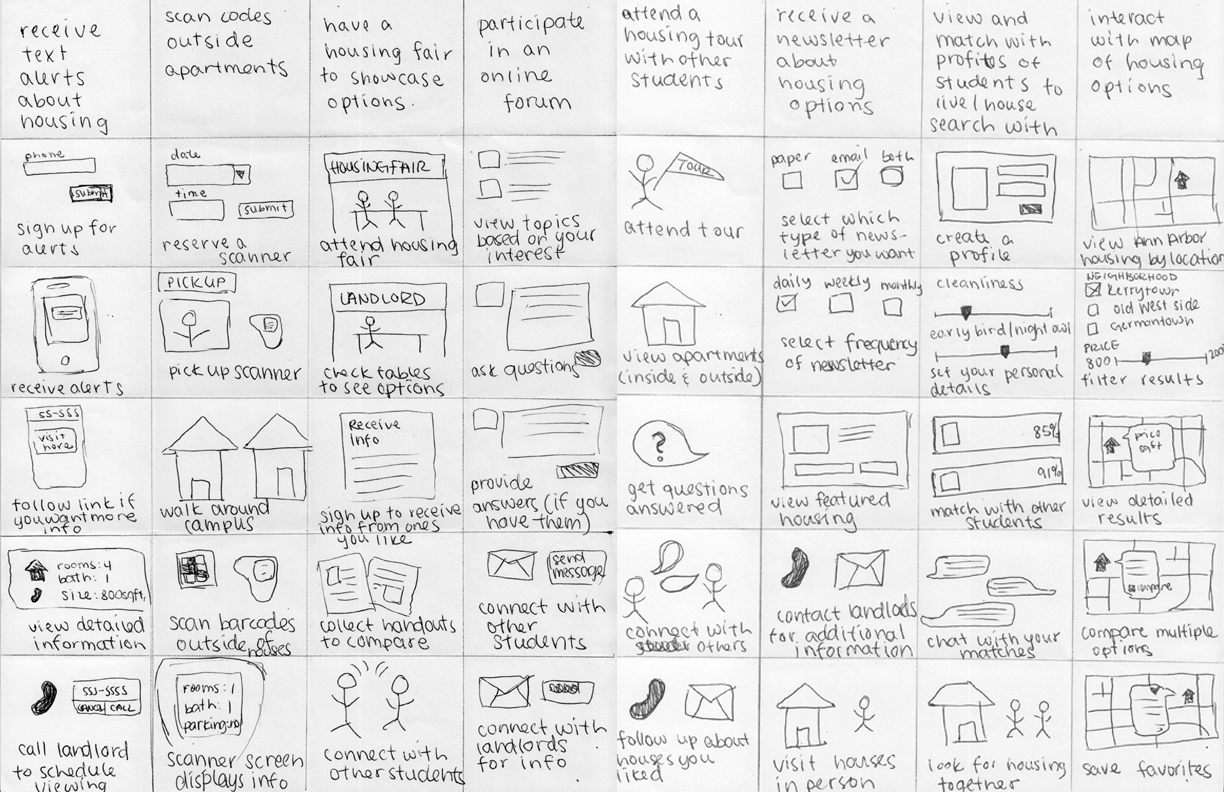 receive
text
alerts
about
housing
scan codes
outside
apartments
have a
housing fair
to showcase
options.
participate
in an
online
forum
attend a
housing tour
with other
students
receive a
newsletter
about
housing
options
view and
match with
profiles of
students to
live/house
search with
interact
with map
of housing
options
phone
submit
sign up for
alerts
date
time
submit
reserve a
scanner
HOUSING FAIR
attend housing
fair
view topics
based on your
interest
TOUR
attend tour
paper email both
select which
type of news-
letter you want
create a
profile
view Ann Arbor
housing by location
receive alerts
PICKUP
pick up scanner
LANDLORD
check tables
to see options
ask questions
view apartments
(inside & outside)
daily weekly monthly
select frequency
of newsletter
cleanliness
early bird/night owl
set your personal
details
NEIGHBORHOOD
Kerrytown
old west side
Germantown
PRICE
800
filter results
SS-SSS
visit
here
follow link if
you want more
info
walk around
campus
Receive
info
sign up to receive
info from ones
you like
provide
answers (if you
have them)
?
get questions
answered
view featured
housing
85%
91%
match with other
students
price
sqft
view detailed
results
rooms: 4
bath: 1
size: 800sqft.
view detailed
information
scan barcodes
outside of
houses
collect handouts
to compare
send
message
connect with
other
students
connect with
others
contact landlords
for additional
information
chat with your
matches
compare
compare multiple
options
SSS-SSSS
CANCEL CALL
call landlord
to schedule
viewing
rooms: 1
bath: 1
parking: no
scanner screen
displays info
connect with
other students
connect with
landlords
for info
follow up about
houses you
liked
visit houses
in person
look for housing
together
save favorites